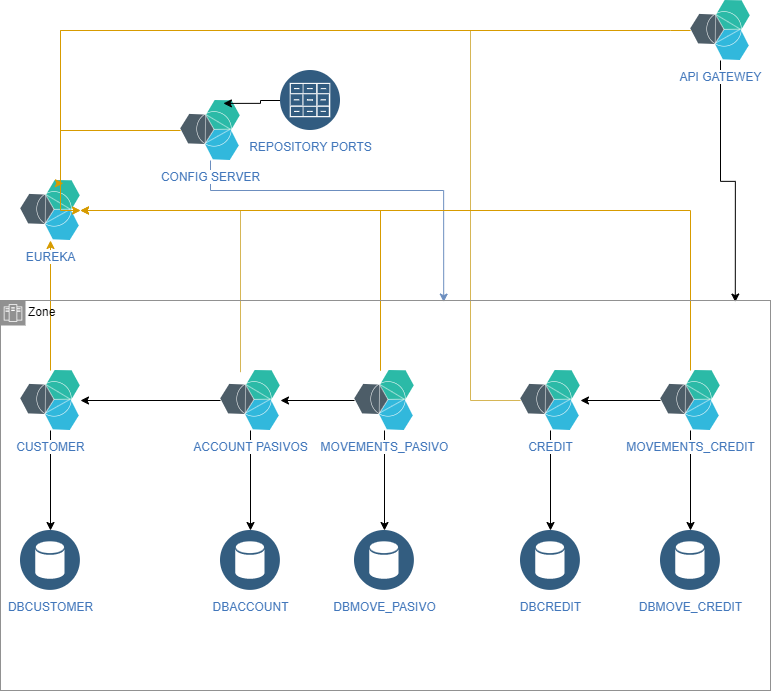 API GATEWEY
REPOSITORY PORTS
CONFIG SERVER
EUREKA
Zone
CUSTOMER
ACCOUNT PASIVOS
MOVEMENTS_PASIVO
CREDIT
MOVEMENTS_CREDIT
DBCUSTOMER
DBACCOUNT
DBMOVE_PASIVO
DBCREDIT
DBMOVE_CREDIT